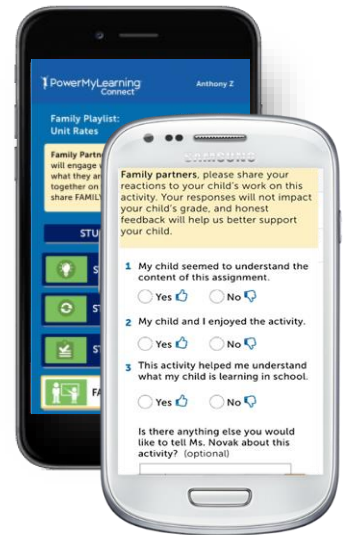 PowerMyLearning
Connect
Anthony Z
Family Playlist:
Unit Rates
Family Partn
will engage
what they ar
together on
share FAMIL
STU
S
S
S
FA
SAMSUNG
Family partners, please share your
reactions to your child's work on this
activity. Your responses will not impact
your child's grade, and honest
feedback will help us better support
your child.
1 My child seemed to understand the
content of this assignment.
Yes No
2 My child and I enjoyed the activity.
Yes No
3 This activity helped me understand
what my child is learning in school.
Yes No
Is there anything else you would
like to tell Ms. Novak about this
activity? (optional)